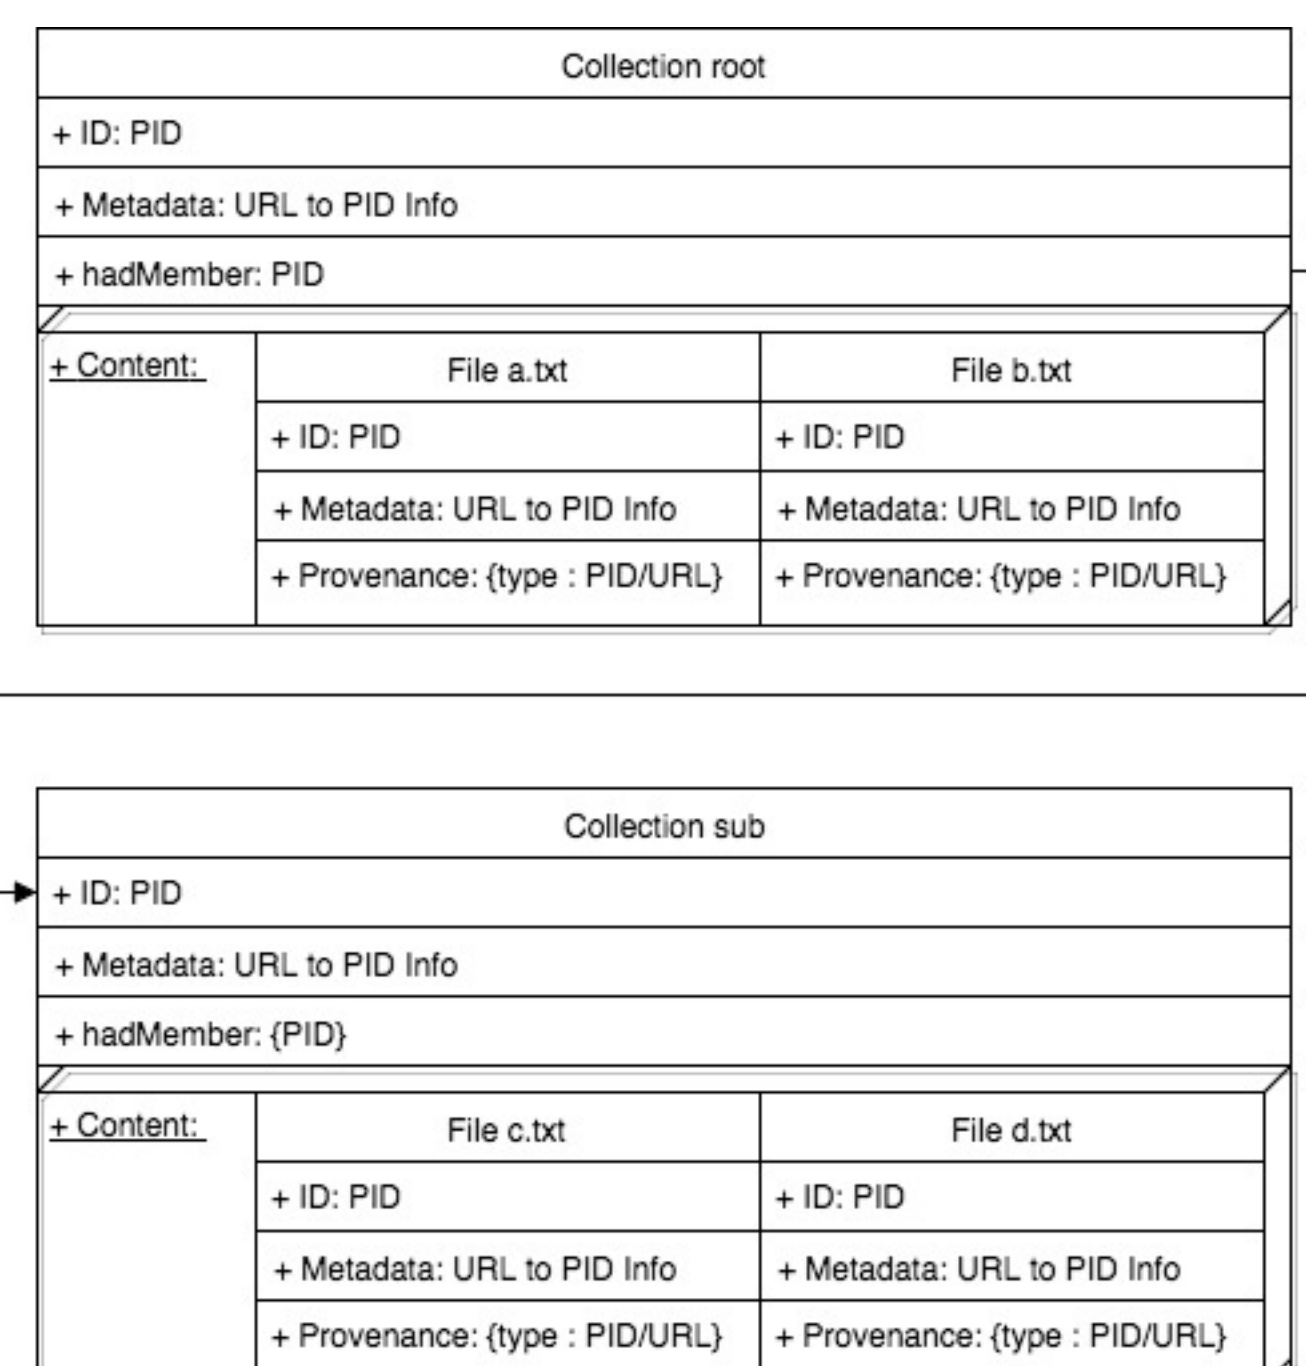 Collection root
+ ID: PID
+ Metadata: URL to PID Info
+ hadMember: PID
+ Content:
File a.txt
File b.txt
+ ID: PID
+ ID: PID
+ Metadata: URL to PID Info
+ Metadata: URL to PID Info
+ Provenance: {type : PID/URL}
+ Provenance: {type : PID/URL}
Collection sub
+ ID: PID
+ Metadata: URL to PID Info
+ hadMember: {PID}
+ Content:
File c.txt
File d.txt
+ ID: PID
+ ID: PID
+ Metadata: URL to PID Info
+ Metadata: URL to PID Info
+ Provenance: {type : PID/URL}
+ Provenance: {type : PID/URL}